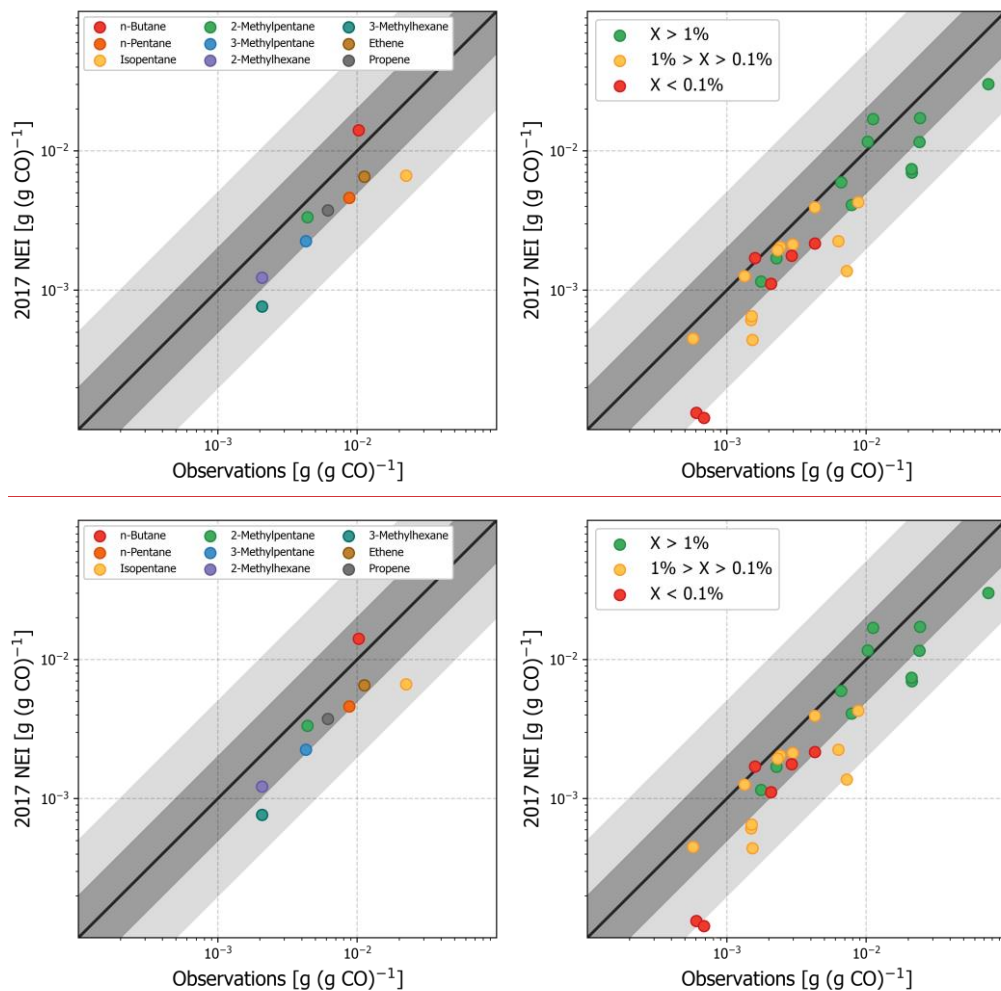 n-Butane 2-Methylpentane 3-Methylhexane
n-Pentane 3-Methylpentane Ethene
Isopentane 2-Methylhexane Propene
10⁻²
10⁻³
2017 NEI [g (g CO)⁻¹]
10⁻³ 10⁻²
Observations [g (g CO)⁻¹]
X > 1%
1% > X > 0.1%
X < 0.1%
10⁻²
10⁻³
2017 NEI [g (g CO)⁻¹]
10⁻³ 10⁻²
Observations [g (g CO)⁻¹]
n-Butane 2-Methylpentane 3-Methylhexane
n-Pentane 3-Methylpentane Ethene
Isopentane 2-Methylhexane Propene
10⁻²
10⁻³
2017 NEI [g (g CO)⁻¹]
10⁻³ 10⁻²
Observations [g (g CO)⁻¹]
X > 1%
1% > X > 0.1%
X < 0.1%
10⁻²
10⁻³
2017 NEI [g (g CO)⁻¹]
10⁻³ 10⁻²
Observations [g (g CO)⁻¹]